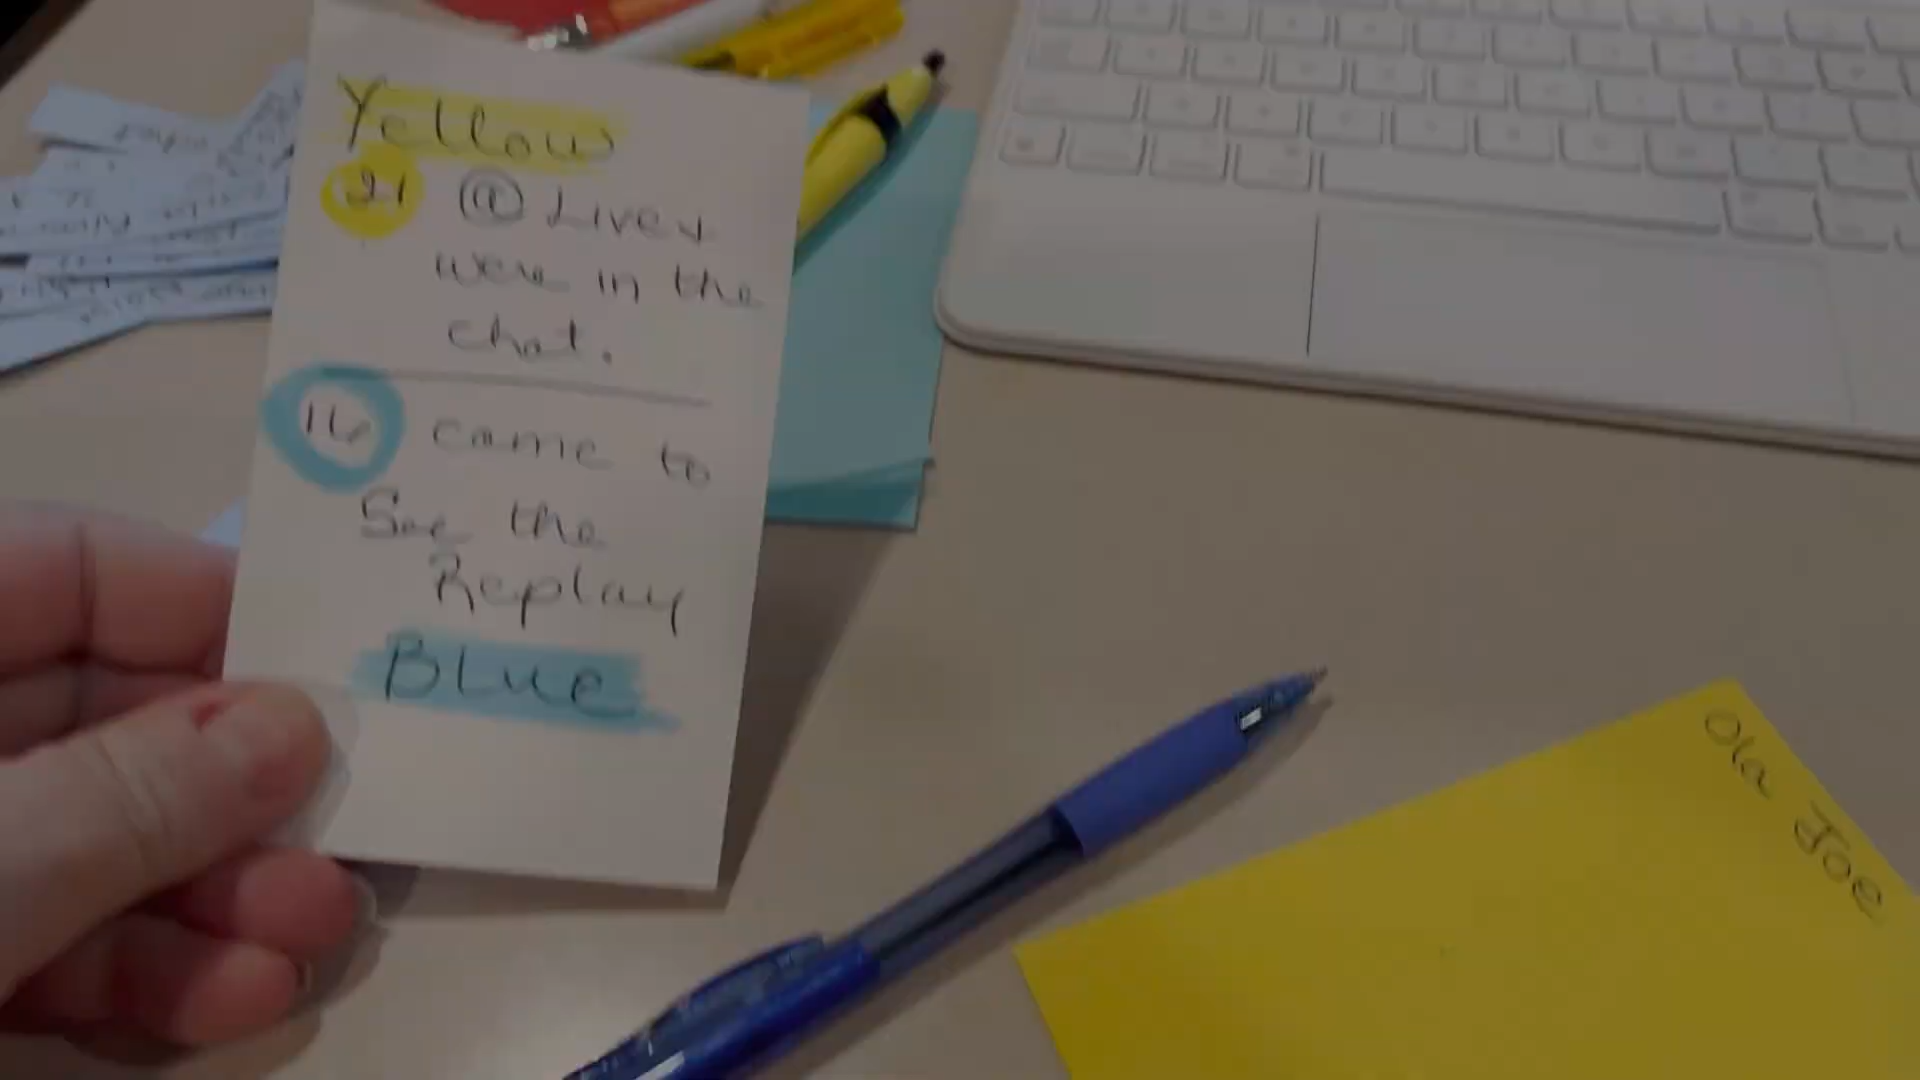 Yellow
21 @ Live +
were in the
chat.
16 came to
See the
Replay
BLUE
Ola Joe